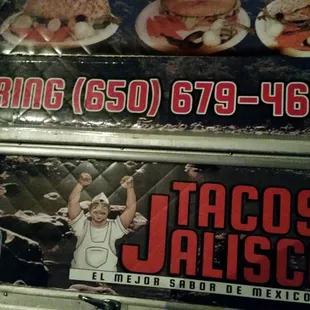 RING (650) 679-46
TACOS
JALISC
EL MEJOR SABOR DE MEXICO